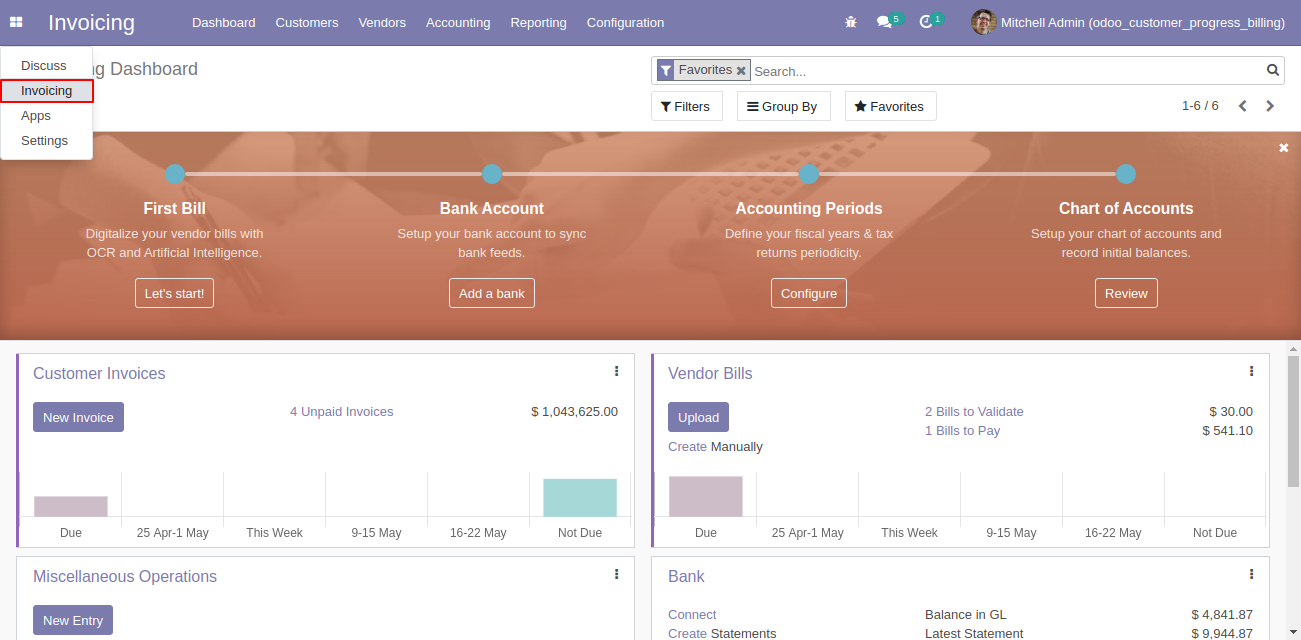 Invoicing
Dashboard Customers Vendors Accounting Reporting Configuration
5 1 Mitchell Admin (odoo_customer_progress_billing)
Discuss
Invoicing
Apps
Settings
ng Dashboard
Favorites Search...
Filters Group By Favorites
1-6 / 6
First Bill
Digitalize your vendor bills with
OCR and Artificial Intelligence.
Let's start!
Bank Account
Setup your bank account to sync
bank feeds.
Add a bank
Accounting Periods
Define your fiscal years & tax
returns periodicity.
Configure
Chart of Accounts
Setup your chart of accounts and
record initial balances.
Review
Customer Invoices
New Invoice
4 Unpaid Invoices $ 1,043,625.00
Due 25 Apr-1 May This Week 9-15 May 16-22 May Not Due
Vendor Bills
Upload
Create Manually
2 Bills to Validate $ 30.00
1 Bills to Pay $ 541.10
Due 25 Apr-1 May This Week 9-15 May 16-22 May Not Due
Miscellaneous Operations
New Entry
Bank
Connect
Create Statements
Balance in GL $ 4,841.87
Latest Statement $ 9,944.87